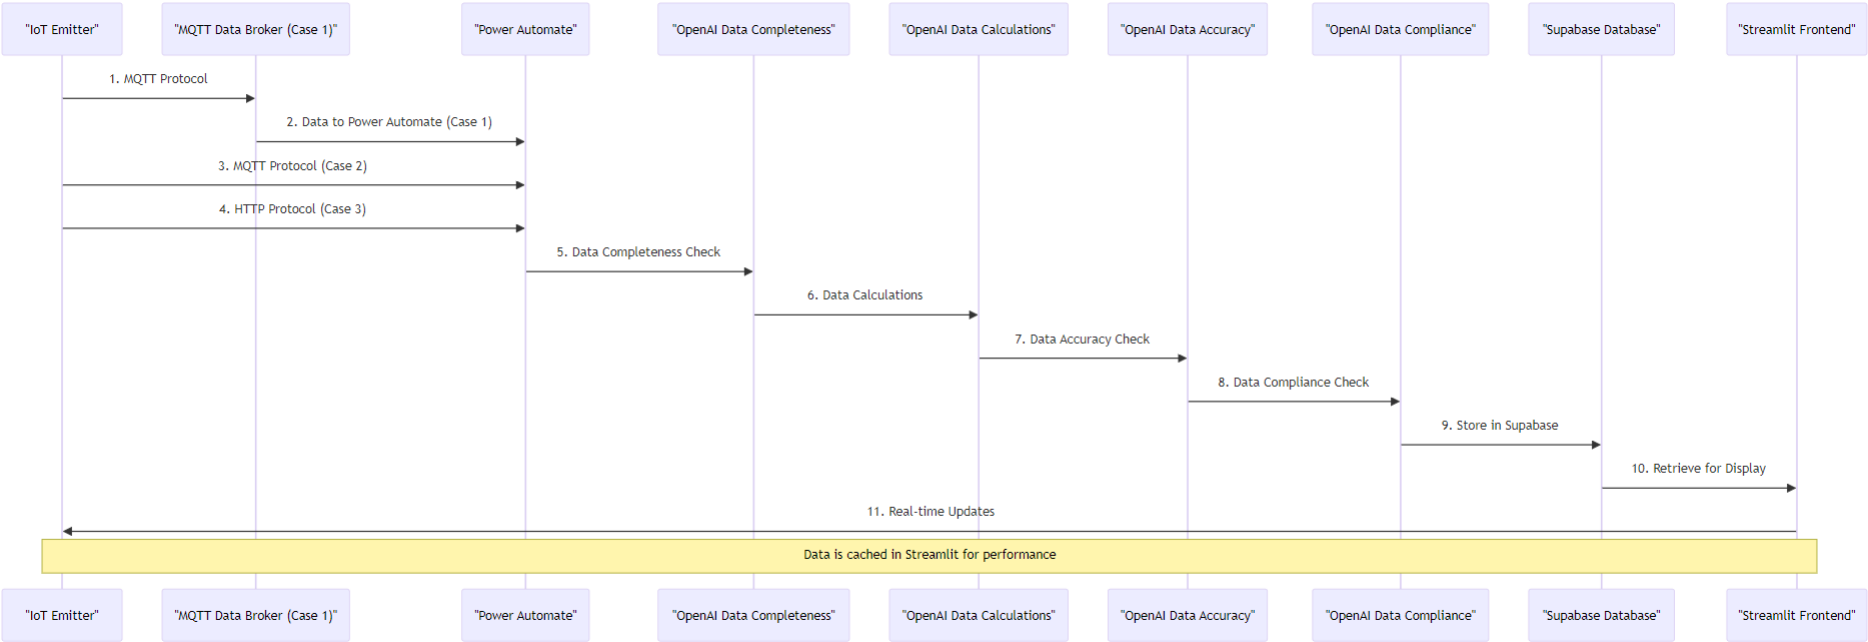 "IoT Emitter"
"MQTT Data Broker (Case 1)"
"Power Automate"
"OpenAI Data Completeness"
"OpenAI Data Calculations"
"OpenAI Data Accuracy"
"OpenAI Data Compliance"
"Supabase Database"
"Streamlit Frontend"
1. MQTT Protocol
2. Data to Power Automate (Case 1)
3. MQTT Protocol (Case 2)
4. HTTP Protocol (Case 3)
5. Data Completeness Check
6. Data Calculations
7. Data Accuracy Check
8. Data Compliance Check
9. Store in Supabase
10. Retrieve for Display
11. Real-time Updates
Data is cached in Streamlit for performance
"IoT Emitter"
"MQTT Data Broker (Case 1)"
"Power Automate"
"OpenAI Data Completeness"
"OpenAI Data Calculations"
"OpenAI Data Accuracy"
"OpenAI Data Compliance"
"Supabase Database"
"Streamlit Frontend"